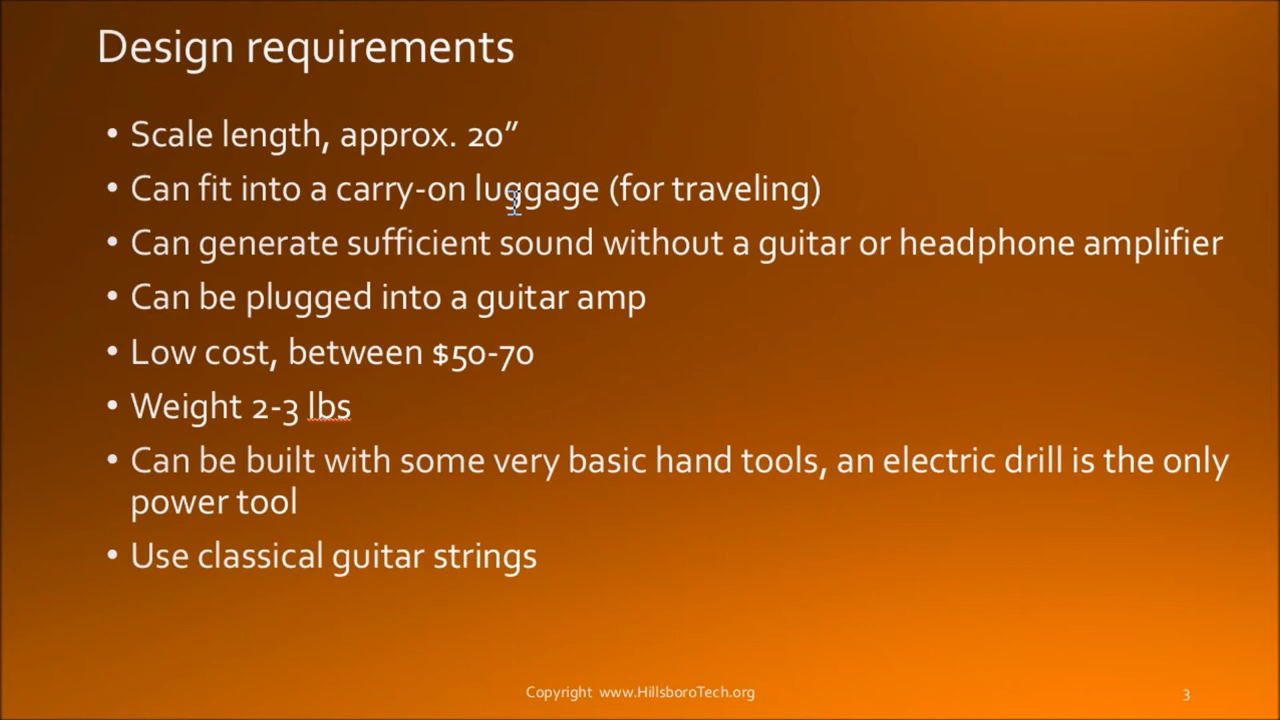 Design requirements
• Scale length, approx. 20”
• Can fit into a carry-on luggage (for traveling)
• Can generate sufficient sound without a guitar or headphone amplifier
• Can be plugged into a guitar amp
• Low cost, between $50-70
• Weight 2-3 lbs
• Can be built with some very basic hand tools, an electric drill is the only
power tool
• Use classical guitar strings
Copyright www.HillsboroTech.org
3